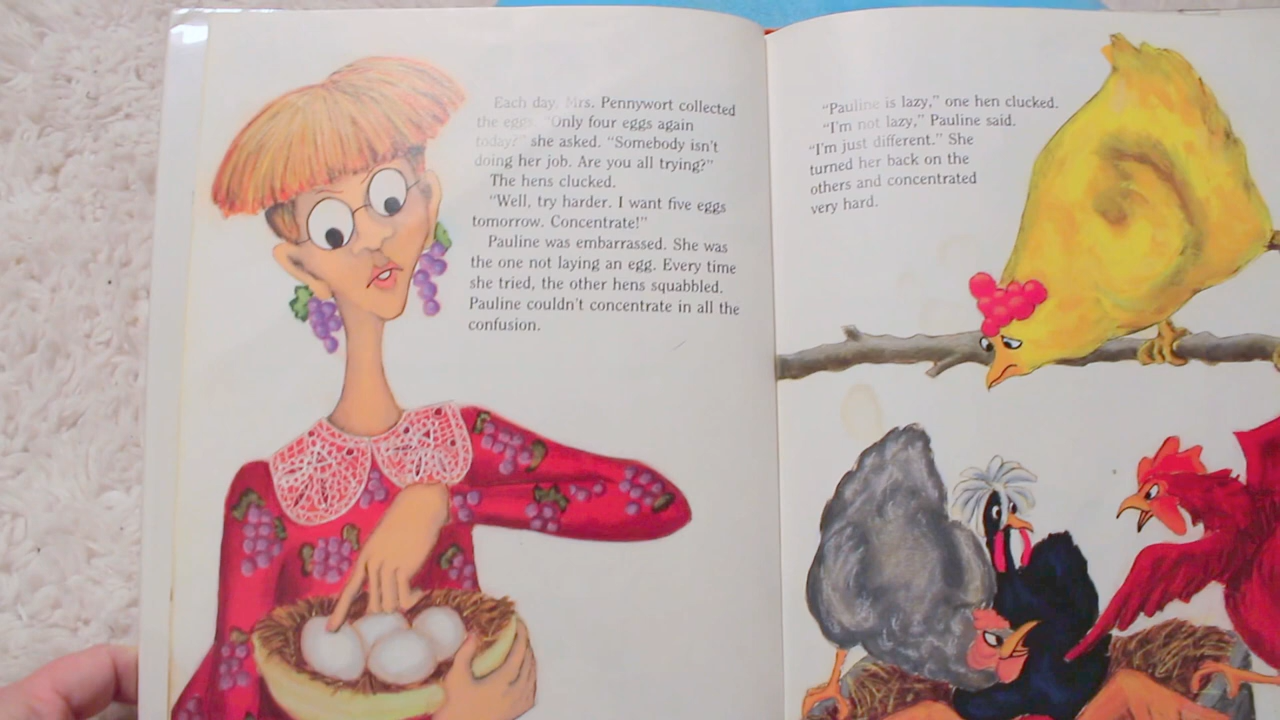 Each day, Mrs. Pennywort collected
the eggs. "Only four eggs again
today?" she asked. "Somebody isn't
doing her job. Are you all trying?"
The hens clucked.
"Well, try harder. I want five eggs
tomorrow. Concentrate!"
Pauline was embarrassed. She was
the one not laying an egg. Every time
she tried, the other hens squabbled.
Pauline couldn't concentrate in all the
confusion.
"Pauline is lazy," one hen clucked.
"I'm not lazy," Pauline said.
"I'm just different." She
turned her back on the
others and concentrated
very hard.